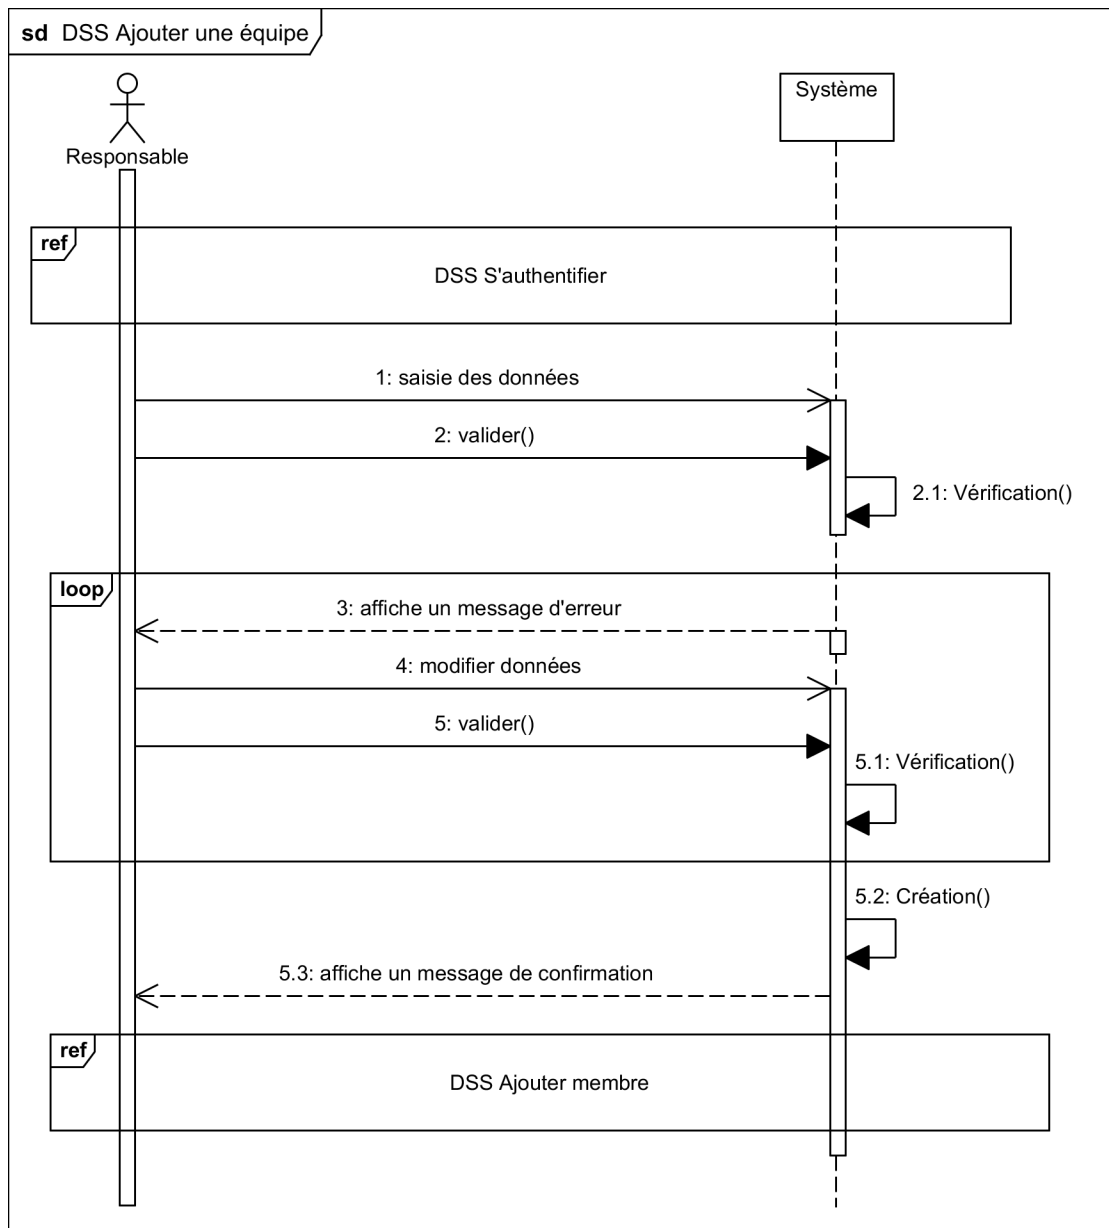 sd DSS Ajouter une équipe
Système
Responsable
ref
DSS S'authentifier
1: saisie des données
2: valider()
2.1: Vérification()
loop
3: affiche un message d'erreur
4: modifier données
5: valider()
5.1: Vérification()
5.2: Création()
5.3: affiche un message de confirmation
ref
DSS Ajouter membre